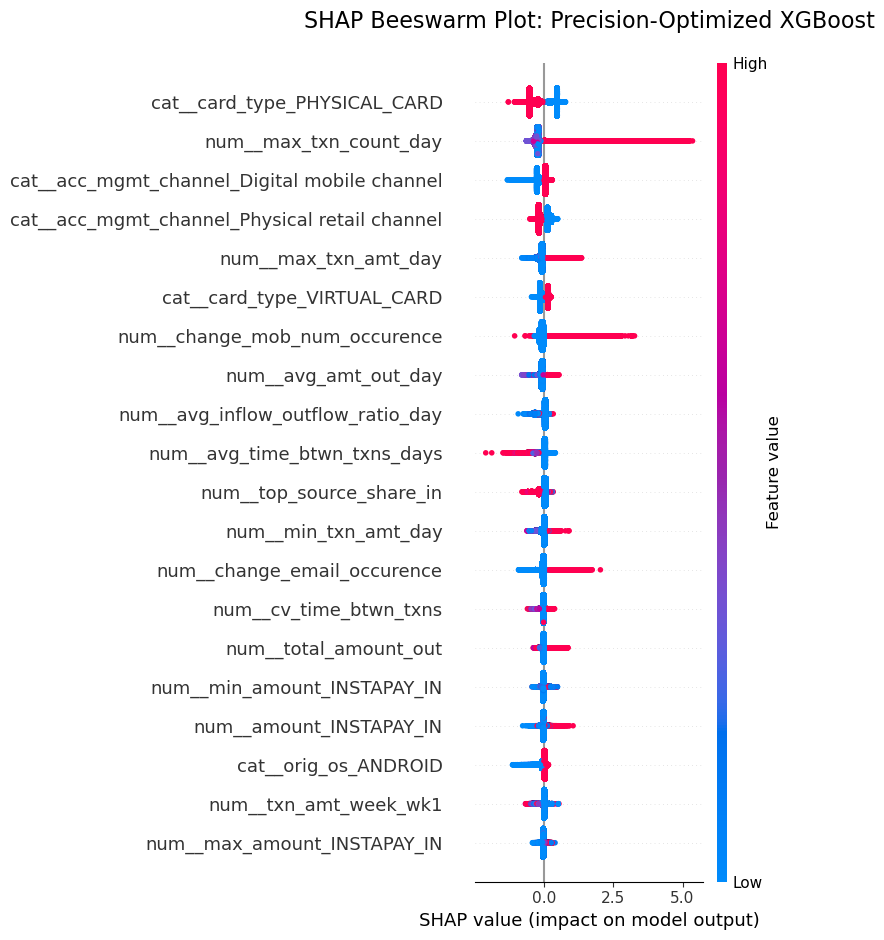 SHAP Beeswarm Plot: Precision-Optimized XGBoost
High
cat__card_type_PHYSICAL_CARD
num__max_txn_count_day
cat__acc_mgmt_channel_Digital mobile channel
cat__acc_mgmt_channel_Physical retail channel
num__max_txn_amt_day
cat__card_type_VIRTUAL_CARD
num__change_mob_num_occurence
num__avg_amt_out_day
num__avg_inflow_outflow_ratio_day
num__avg_time_btwn_txns_days
num__top_source_share_in
num__min_txn_amt_day
num__change_email_occurence
num__cv_time_btwn_txns
num__total_amount_out
num__min_amount_INSTAPAY_IN
num__amount_INSTAPAY_IN
cat__orig_os_ANDROID
num__txn_amt_week_wk1
num__max_amount_INSTAPAY_IN
Feature value
Low
0.0 2.5 5.0
SHAP value (impact on model output)